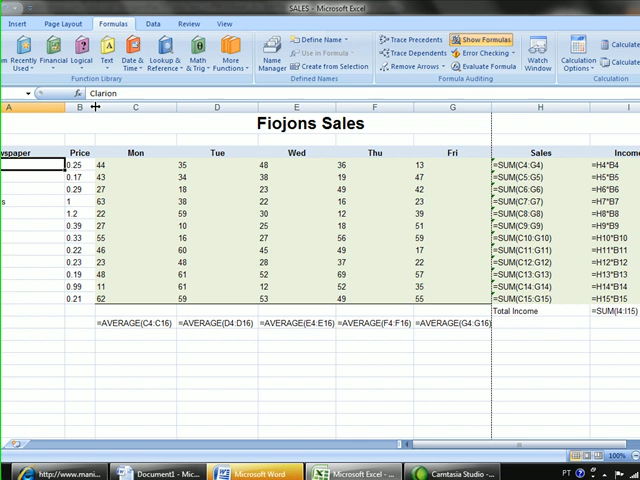 SALES - Microsoft Excel
Insert Page Layout Formulas Data Review View
Recently Used Financial Logical Text Date & Time Lookup & Reference Math & Trig More Functions
Function Library
Name Manager
Define Name
Use in Formula
Create from Selection
Defined Names
Trace Precedents
Trace Dependents
Remove Arrows
Show Formulas
Error Checking
Evaluate Formula
Formula Auditing
Watch Window
Calculation Options
Calculate
Calcula
Calculation
fx Clarion
A B C D E F G H I
Fiojons Sales
wspaper Price Mon Tue Wed Thu Fri Sales Incom
0.25 44 35 48 36 13 =SUM(C4:G4) =H4*B4
0.17 43 34 38 19 47 =SUM(C5:G5) =H5*B5
0.29 27 18 23 49 42 =SUM(C6:G6) =H6*B6
s 1 63 38 22 16 23 =SUM(C7:G7) =H7*B7
1.2 22 59 30 12 39 =SUM(C8:G8) =H8*B8
0.39 27 10 25 18 51 =SUM(C9:G9) =H9*B9
0.33 55 16 27 56 59 =SUM(C10:G10) =H10*B10
0.22 46 60 45 49 17 =SUM(C11:G11) =H11*B11
0.23 23 48 28 37 22 =SUM(C12:G12) =H12*B12
0.19 48 61 52 69 57 =SUM(C13:G13) =H13*B13
0.99 11 61 12 52 35 =SUM(C14:G14) =H14*B14
0.21 62 59 53 49 55 =SUM(C15:G15) =H15*B15
Total Income =SUM(I4:I15)
=AVERAGE(C4:C16) =AVERAGE(D4:D16) =AVERAGE(E4:E16) =AVERAGE(F4:F16) =AVERAGE(G4:G16)
100%
http://www.mani... Document1 - Mic... Microsoft Word Microsoft Excel - ... Camtasia Studio -... PT